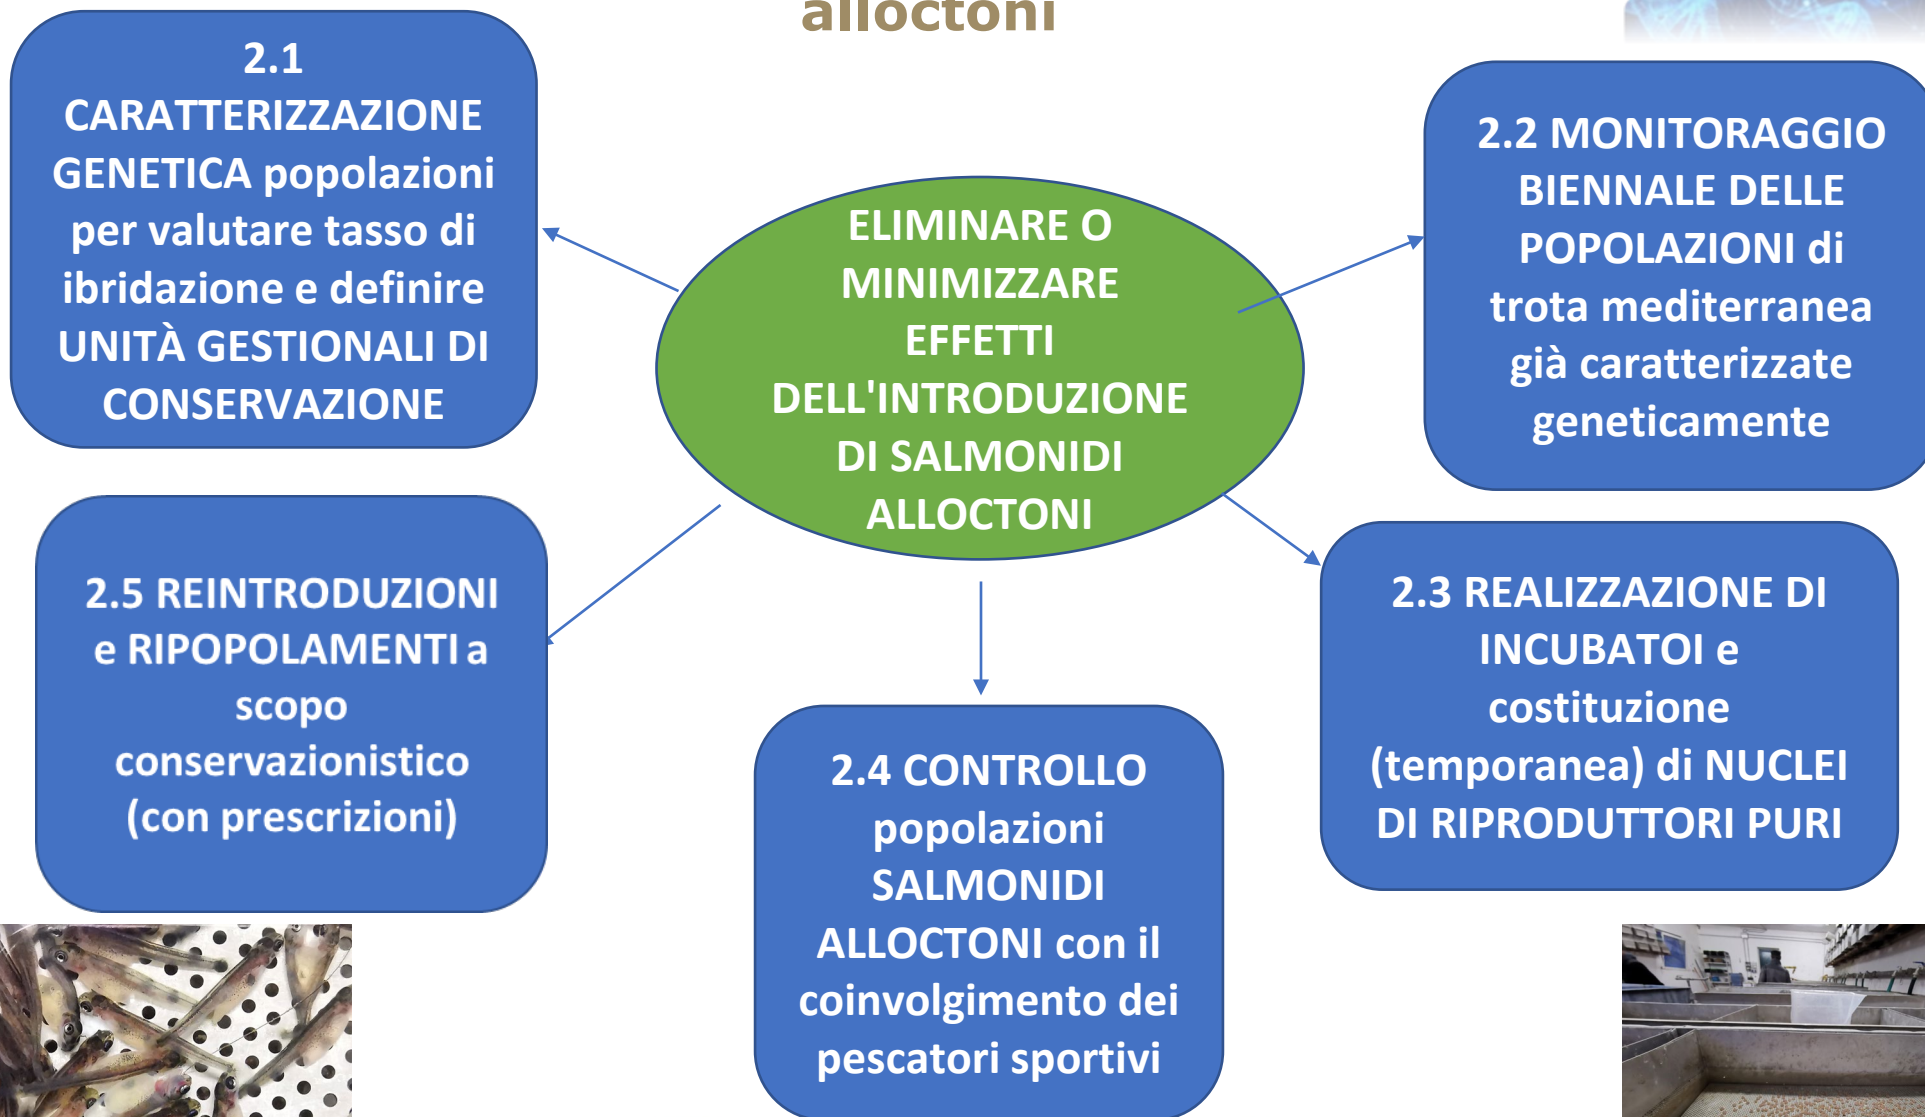 alloctoni
2.1
CARATTERIZZAZIONE
GENETICA popolazioni
per valutare tasso di
ibridazione e definire
UNITÀ GESTIONALI DI
CONSERVAZIONE
ELIMINARE O
MINIMIZZARE
EFFETTI
DELL'INTRODUZIONE
DI SALMONIDI
ALLOCTONI
2.2 MONITORAGGIO
BIENNALE DELLE
POPOLAZIONI di
trota mediterranea
già caratterizzate
geneticamente
2.3 REALIZZAZIONE DI
INCUBATOI e
costituzione
(temporanea) di NUCLEI
DI RIPRODUTTORI PURI
2.4 CONTROLLO
popolazioni
SALMONIDI
ALLOCTONI con il
coinvolgimento dei
pescatori sportivi
2.5 REINTRODUZIONI
e RIPOPOLAMENTI a
scopo
conservazionistico
(con prescrizioni)